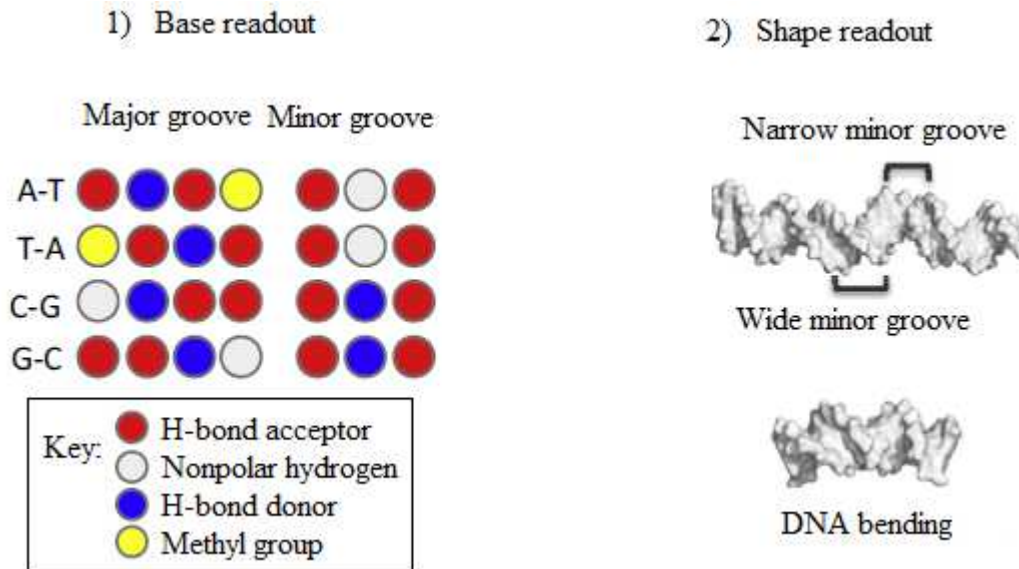 1) Base readout
Major groove Minor groove
A-T
T-A
C-G
G-C
Key:
H-bond acceptor
Nonpolar hydrogen
H-bond donor
Methyl group
2) Shape readout
Narrow minor groove
Wide minor groove
DNA bending